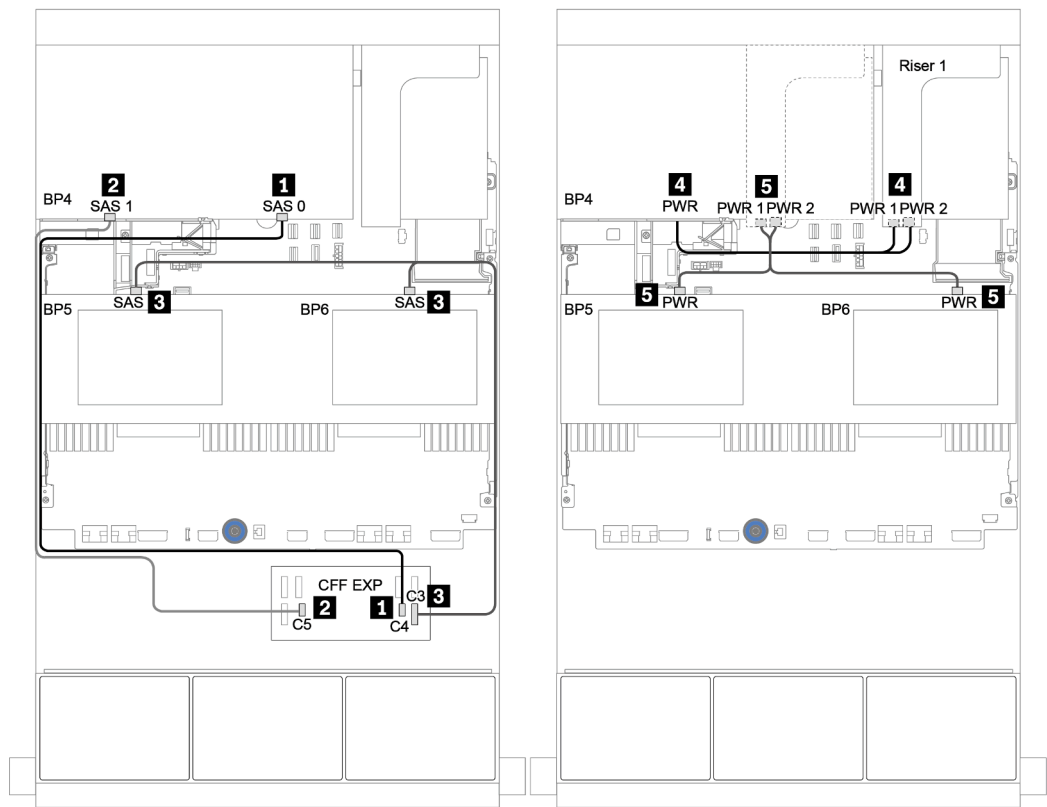 BP4
2
SAS 1
1
SAS 0
SAS 3
BP5
SAS 3
BP6
CFF EXP
2
C5
1
C4
C3
3
Riser 1
BP4
4
PWR
5
PWR 1 PWR 2
4
PWR 1 PWR 2
5 PWR
BP5
PWR 5
BP6